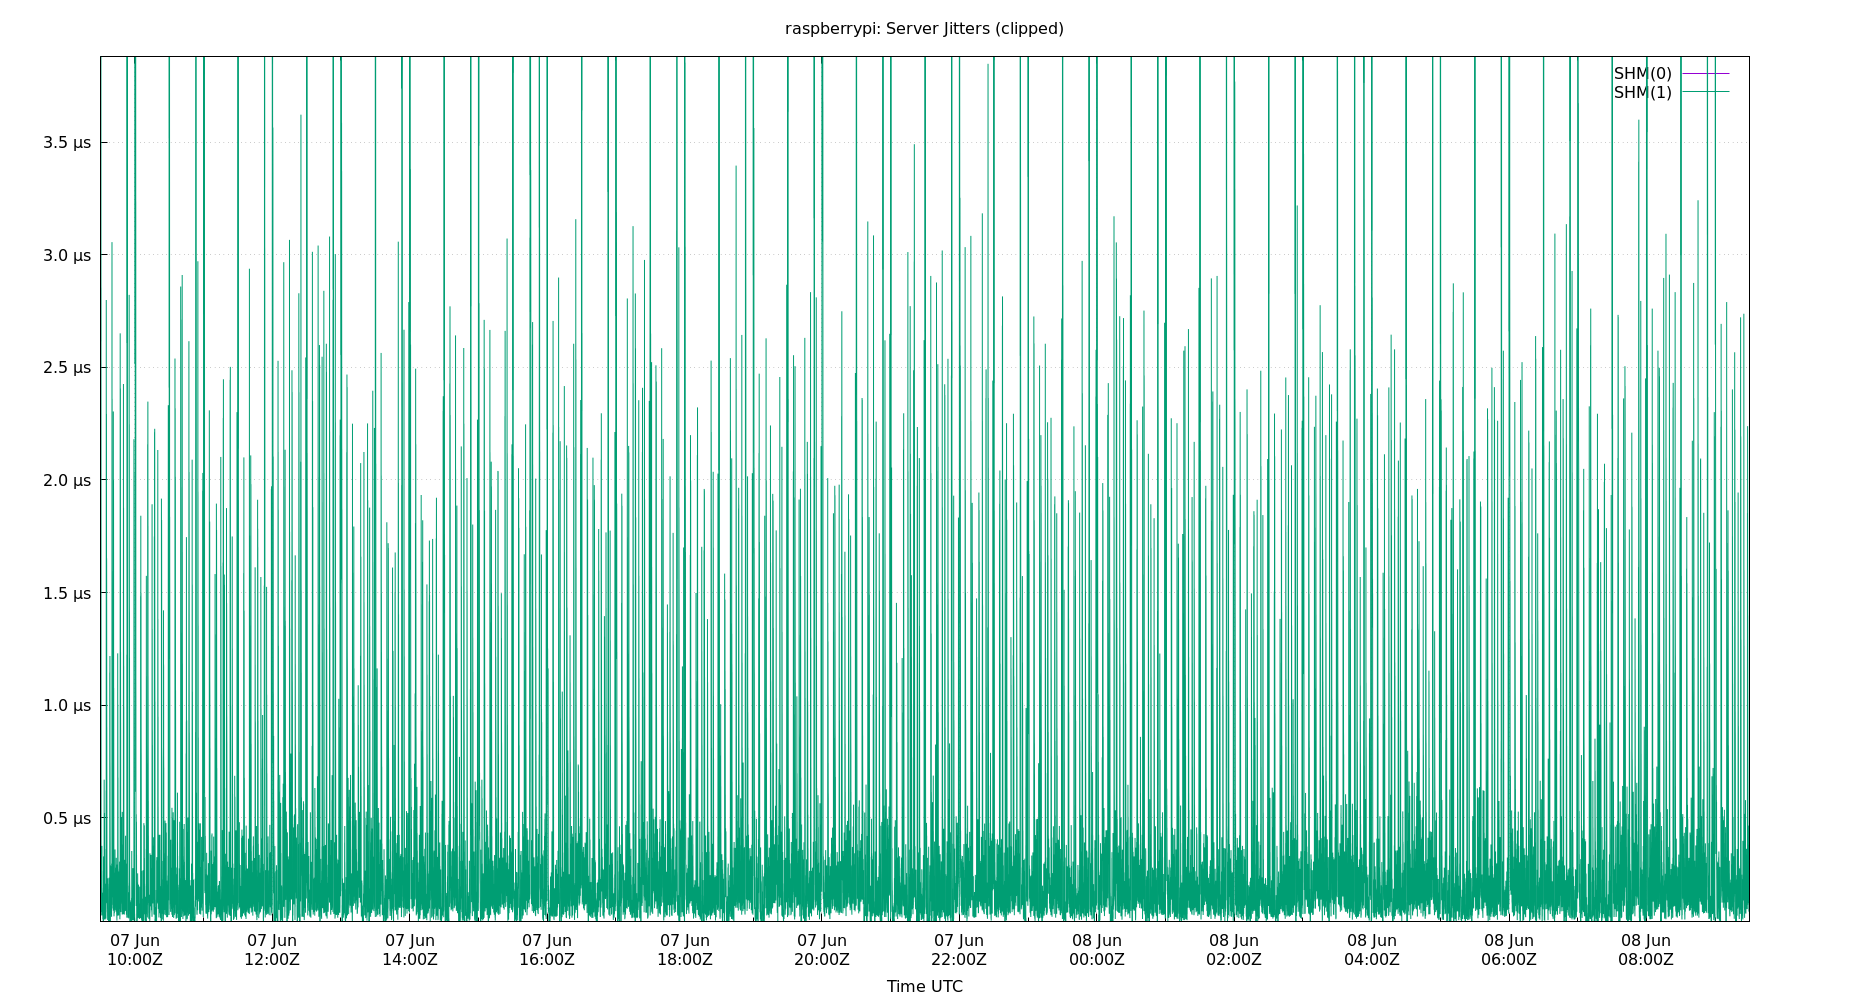 raspberrypi: Server Jitters (clipped)
SHM(0)
SHM(1)
3.5 μs
3.0 μs
2.5 μs
2.0 μs
1.5 μs
1.0 μs
0.5 μs
07 Jun 07 Jun 07 Jun 07 Jun 07 Jun 07 Jun 07 Jun 08 Jun 08 Jun 08 Jun 08 Jun 08 Jun
10:00Z 12:00Z 14:00Z 16:00Z 18:00Z 20:00Z 22:00Z 00:00Z 02:00Z 04:00Z 06:00Z 08:00Z
Time UTC